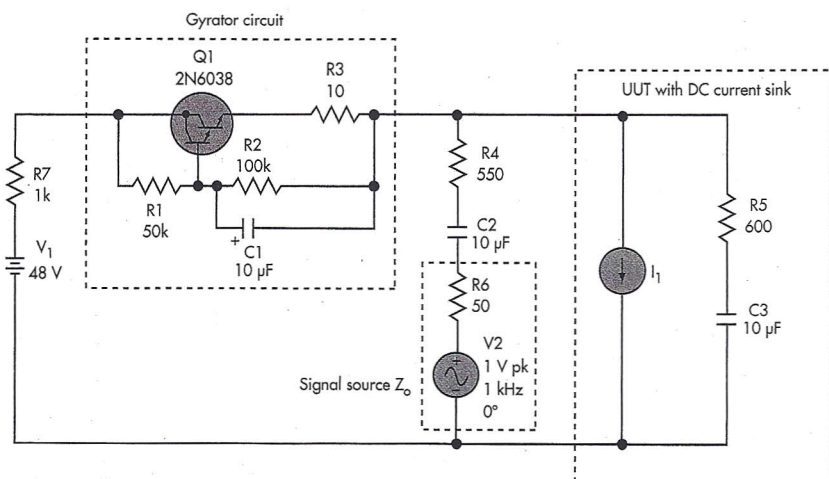 Gyrator circuit
Q1
2N6038
R3
10
UUT with DC current sink
R7
1k
R2
100k
R4
550
R1
50k
R5
600
V1
48 V
+
C1
10 µF
C2
10 µF
I1
R6
50
C3
10 µF
V2
+
1 V pk
1 kHz
0°
−
Signal source Zo